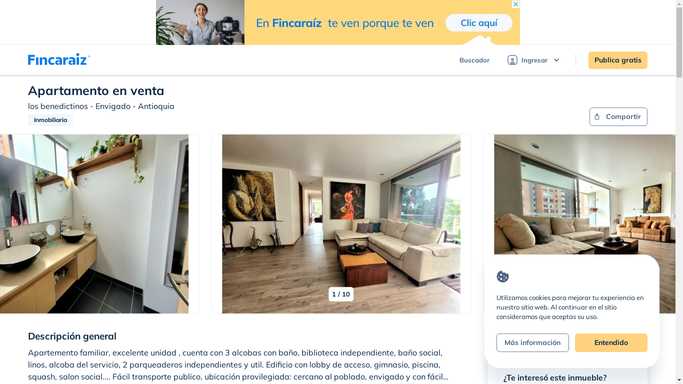 En Fincaraíz te ven porque te ven
Clic aquí
Fincaraíz
Buscador
Ingresar
Publica gratis
Apartamento en venta
los benedictinos - Envigado - Antioquia
Inmobiliaria
Compartir
1 / 10
Utilizamos cookies para mejorar tu experiencia en
nuestro sitio web. Al continuar en el sitio
consideramos que aceptas su uso.
Más información
Entendido
Descripción general
Apartamento familiar, excelente unidad , cuenta con 3 alcobas con baño, biblioteca independiente, baño social,
linos, alcoba del servicio, 2 parqueaderos independientes y util. Edificio con lobby de acceso, gimnasio, piscina,
squash, salon social.... Fácil transporte publico, ubicación provilegiada: cercano al poblado, envigado y con fácil...
¿Te interesó este inmueble?